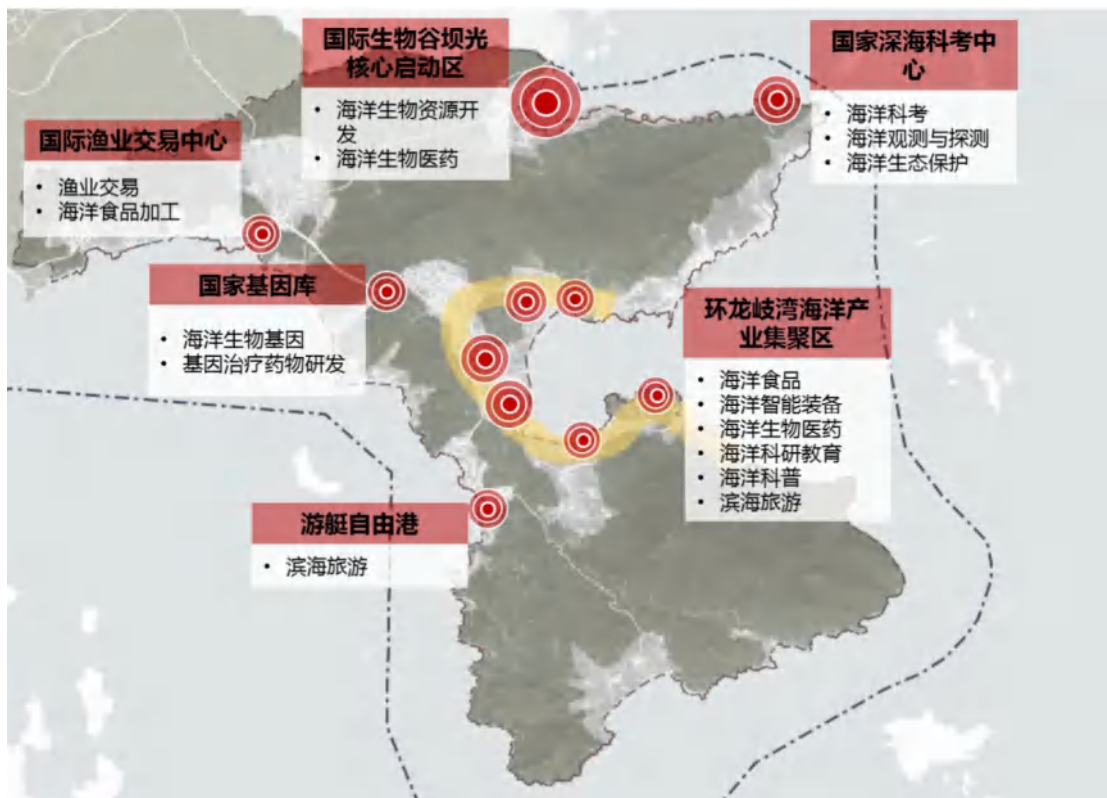 国际生物谷坝光
核心启动区
• 海洋生物资源开
发
• 海洋生物医药
国家深海科考中
心
• 海洋科考
• 海洋观测与探测
• 海洋生态保护
国际渔业交易中心
• 渔业交易
• 海洋食品加工
国家基因库
• 海洋生物基因
• 基因治疗药物研发
环龙岐湾海洋产
业集聚区
• 海洋食品
• 海洋智能装备
• 海洋生物医药
• 海洋科研教育
• 海洋科普
• 滨海旅游
游艇自由港
• 滨海旅游